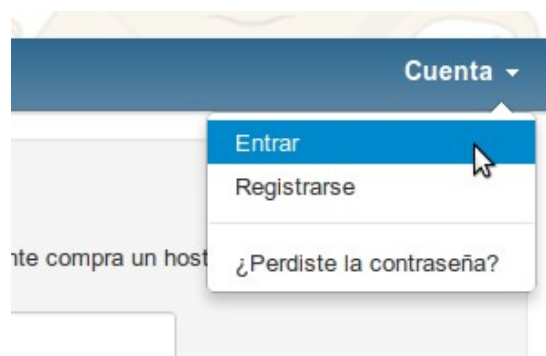 Cuenta
Entrar
Registrarse
nte compra un host
¿Perdiste la contraseña?